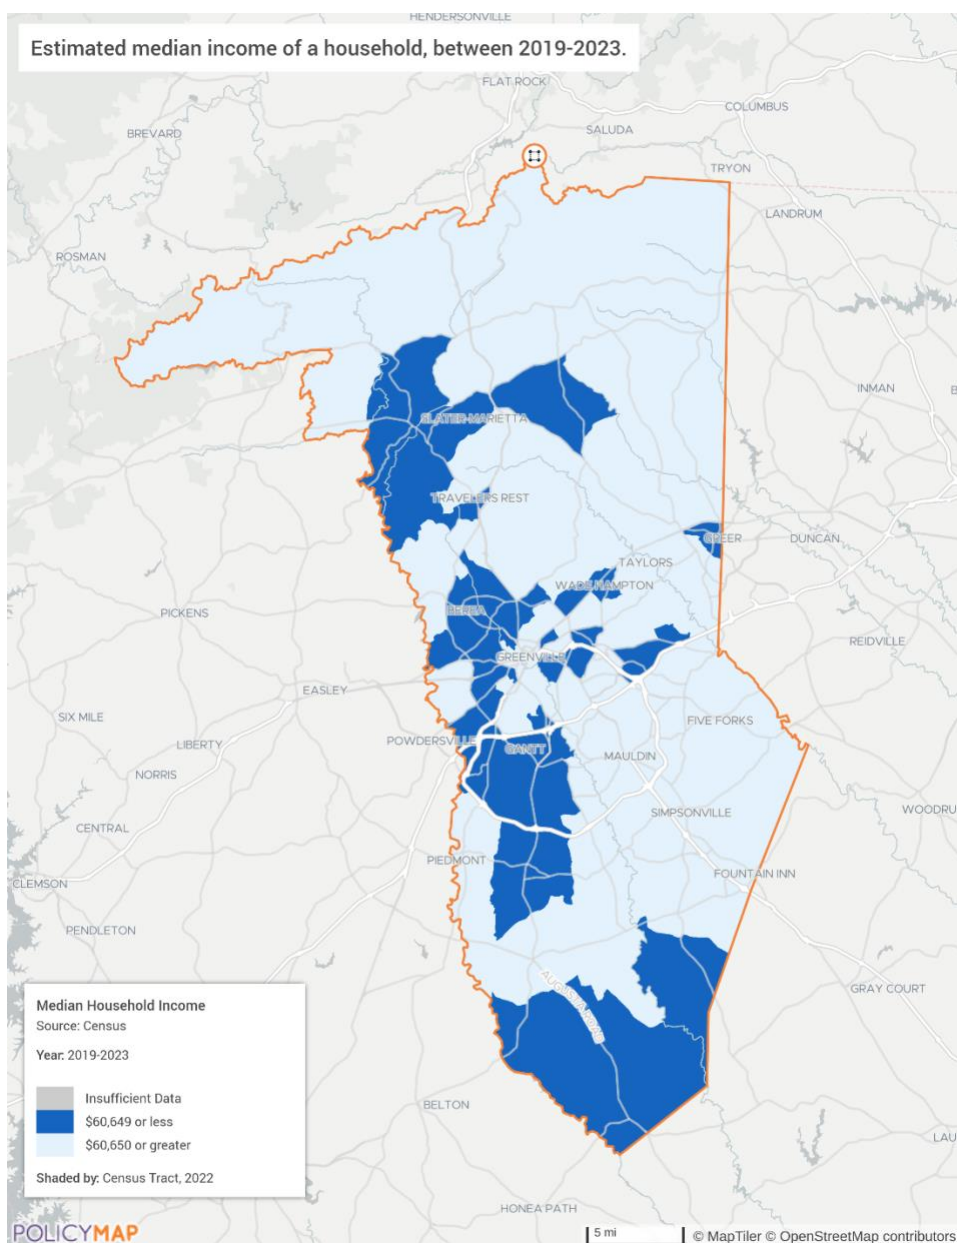 HENDERSONVILLE
Estimated median income of a household, between 2019-2023.
FLAT ROCK
COLUMBUS
BREVARD
SALUDA
TRYON
LANDRUM
ROSMAN
INMAN
B
SLATER-MARIETTA
TRAVELERS REST
GREER
DUNCAN
TAYLORS
WADE HAMPTON
PICKENS
BEREA
REIDVILLE
GREENVILLE
EASLEY
SIX MILE
FIVE FORKS
POWDERSVILLE
LIBERTY
GANTT
MAULDIN
NORRIS
SIMPSONVILLE
WOODRU
CENTRAL
PIEDMONT
FOUNTAIN INN
CLEMSON
PENDLETON
GRAY COURT
Median Household Income
Source: Census
Year: 2019-2023
Insufficient Data
$60,649 or less
$60,650 or greater
Shaded by: Census Tract, 2022
BELTON
LAU
HONEA PATH
POLICYMAP
5 mi
© MapTiler © OpenStreetMap contributors